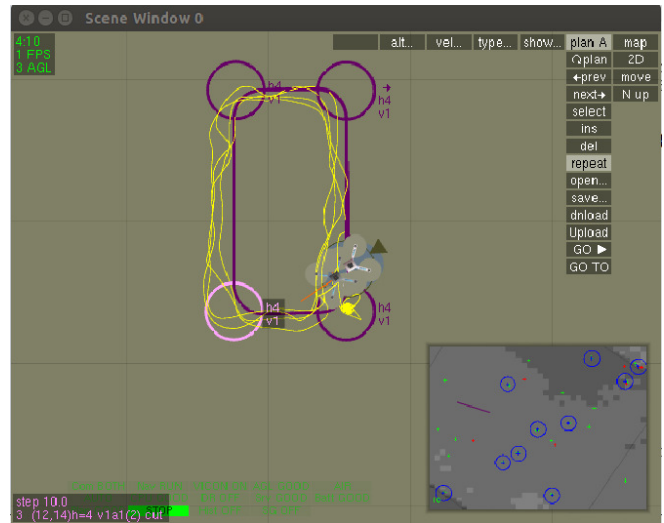 Scene Window 0
4:10
1 FPS
3 AGL
alt... vel... type... show... plan A map
plan 2D
←prev move
next→ N up
select
ins
del
repeat
open...
save...
dnload
Upload
GO ▶
GO TO
h4
v1
h4
v1
h4
v1
h4
v1
STOP
step 10.0
3 (12,14)h=4 v1a1(2) cut